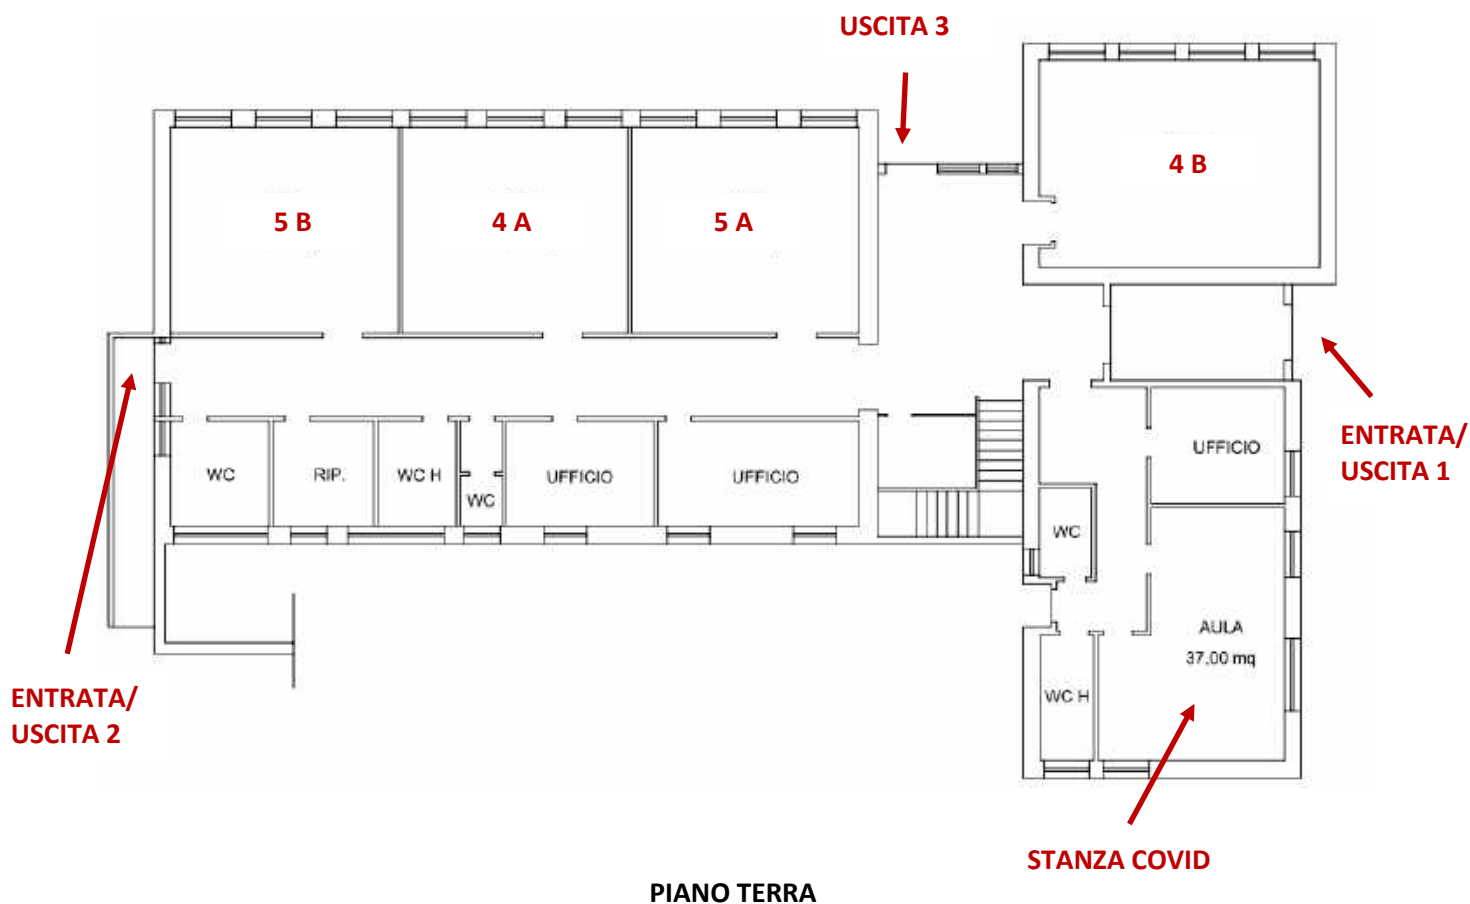 USCITA 3
4 B
5 B
4 A
5 A
ENTRATA/
USCITA 1
UFFICIO
WC
RIP.
WC H
WC
UFFICIO
UFFICIO
WC
AULA
37,00 mq
WC H
ENTRATA/
USCITA 2
STANZA COVID
PIANO TERRA